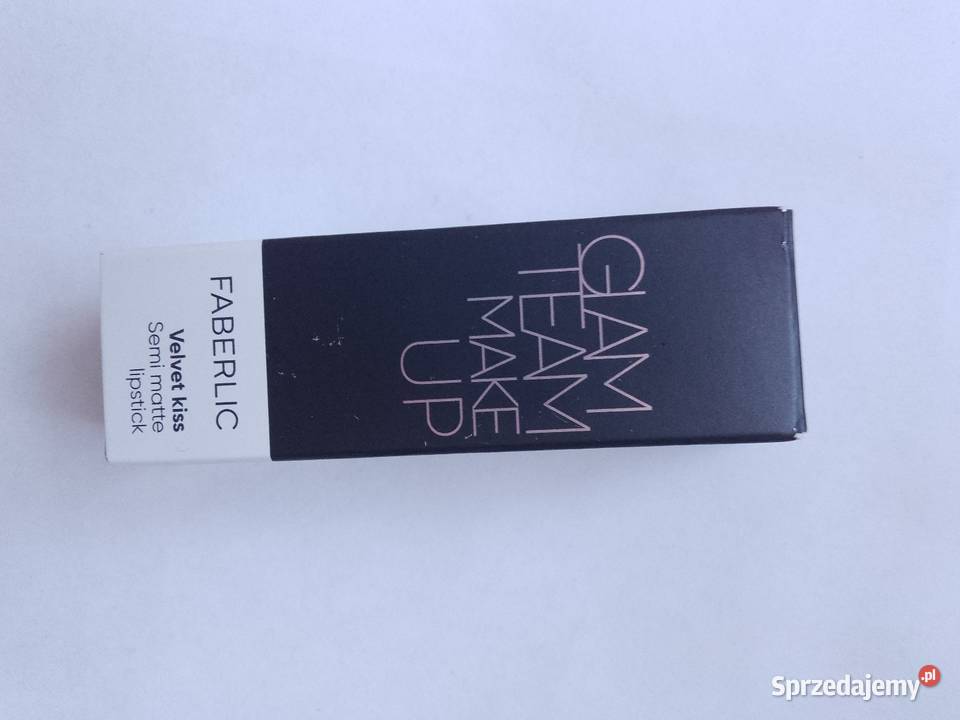 GLAM
TEAM
MAKE
UP
FABERLIC
Velvet kiss
Semi matte
lipstick
Sprzedajemy.pl